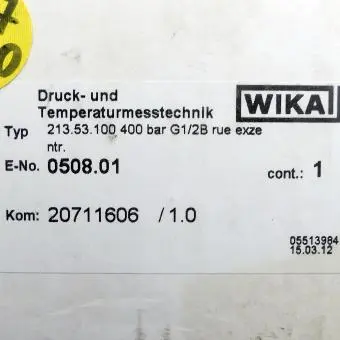 Druck- und
Temperaturmesstechnik
WIKA
Typ 213.53.100 400 bar G1/2B rue exze
ntr.
E-No. 0508.01
cont.: 1
Kom: 20711606 /1.0
05513984
15.03.12